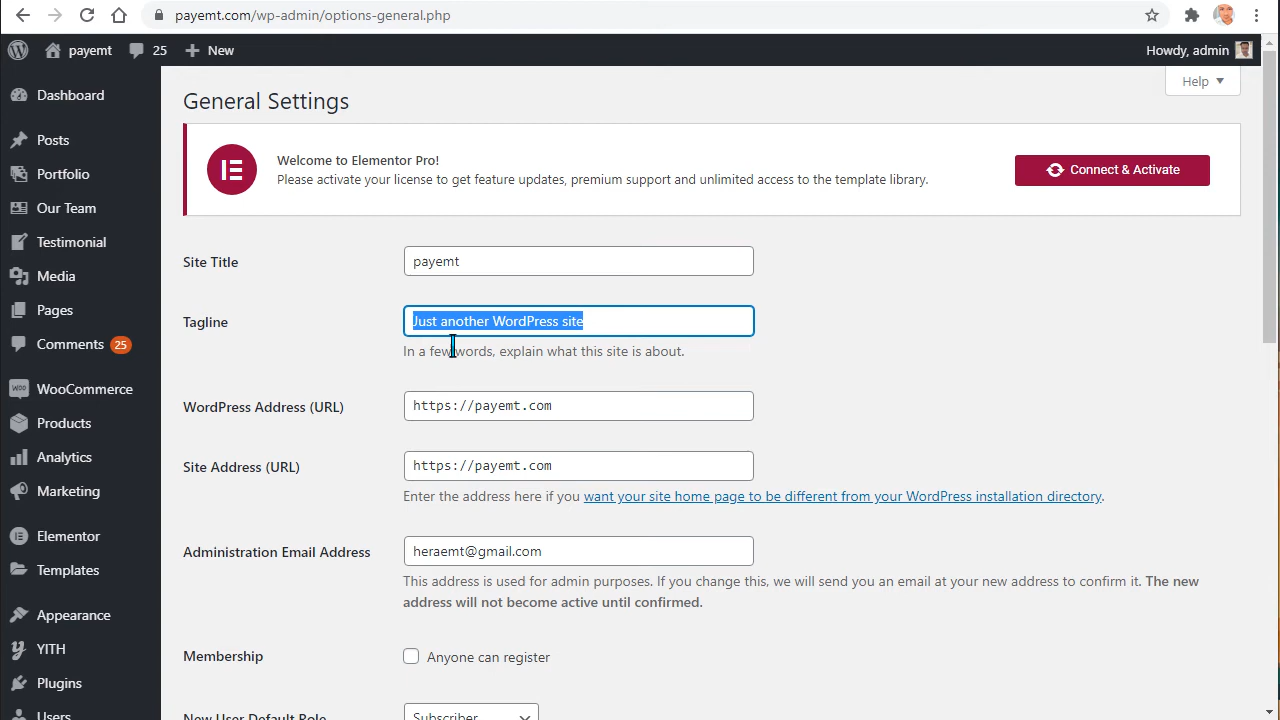 payemt.com/wp-admin/options-general.php
payemt
25
New
Howdy, admin
Dashboard
Posts
Portfolio
Our Team
Testimonial
Media
Pages
Comments 25
WooCommerce
Products
Analytics
Marketing
Elementor
Templates
Appearance
YITH
Plugins
Users
Help
General Settings
Welcome to Elementor Pro!
Please activate your license to get feature updates, premium support and unlimited access to the template library.
Connect & Activate
Site Title
payemt
Tagline
Just another WordPress site
In a few words, explain what this site is about.
WordPress Address (URL)
https://payemt.com
Site Address (URL)
https://payemt.com
Enter the address here if you want your site home page to be different from your WordPress installation directory.
Administration Email Address
heraemt@gmail.com
This address is used for admin purposes. If you change this, we will send you an email at your new address to confirm it. The new
address will not become active until confirmed.
Membership
Anyone can register
New User Default Role
Subscriber